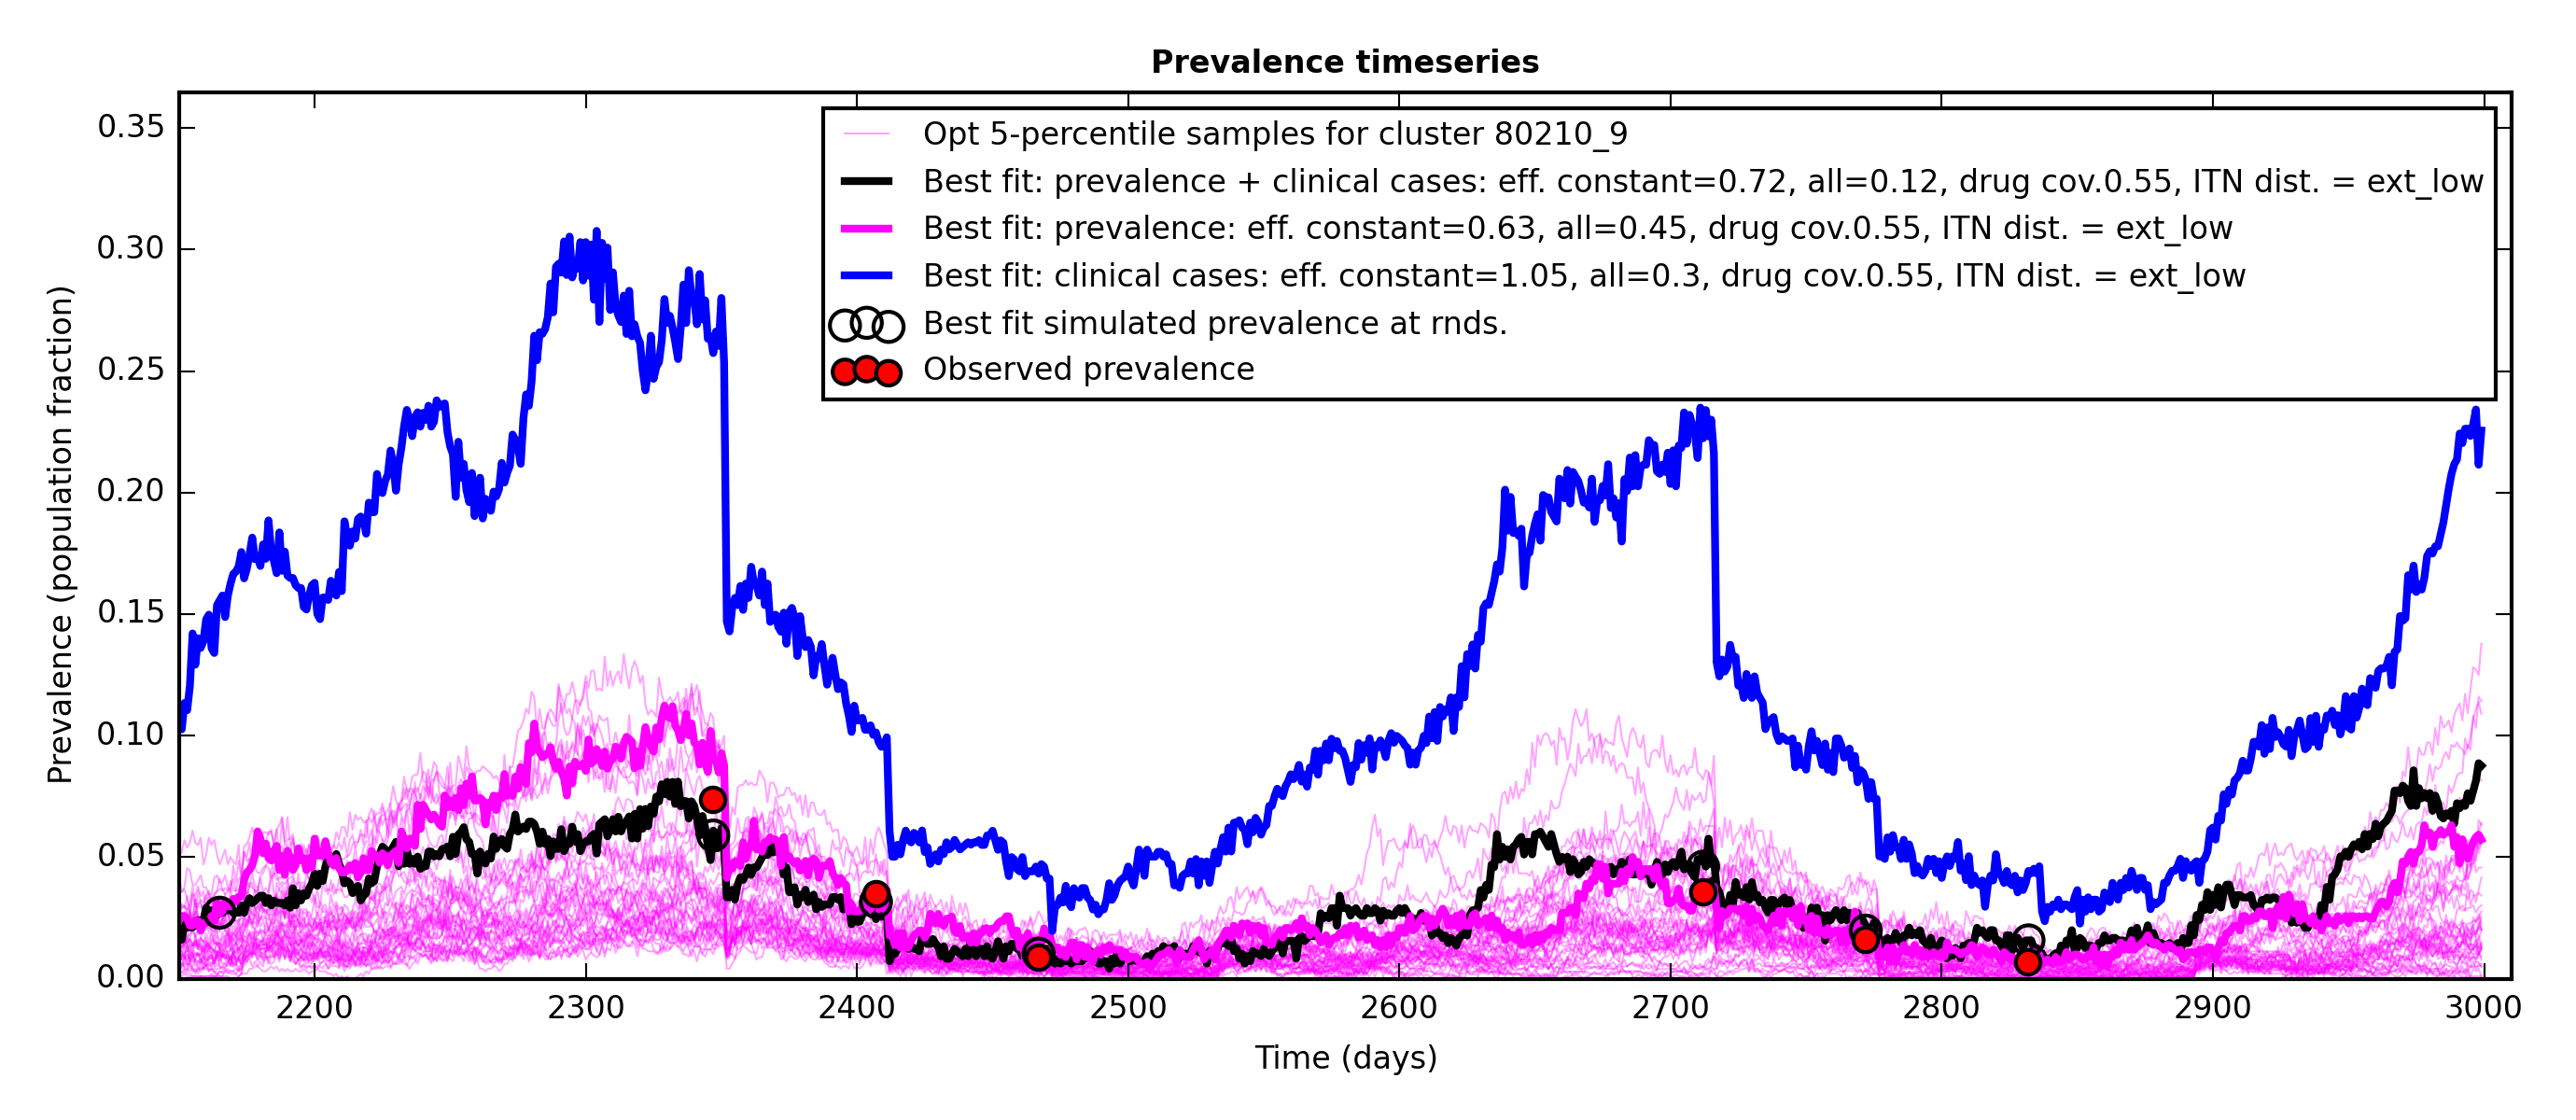 Prevalence timeseries
Opt 5-percentile samples for cluster 80210_9
Best fit: prevalence + clinical cases: eff. constant=0.72, all=0.12, drug cov.0.55, ITN dist. = ext_low
Best fit: prevalence: eff. constant=0.63, all=0.45, drug cov.0.55, ITN dist. = ext_low
Best fit: clinical cases: eff. constant=1.05, all=0.3, drug cov.0.55, ITN dist. = ext_low
Best fit simulated prevalence at rnds.
Observed prevalence
Prevalence (population fraction)
0.35
0.30
0.25
0.20
0.15
0.10
0.05
0.00
2200 2300 2400 2500 2600 2700 2800 2900 3000
Time (days)